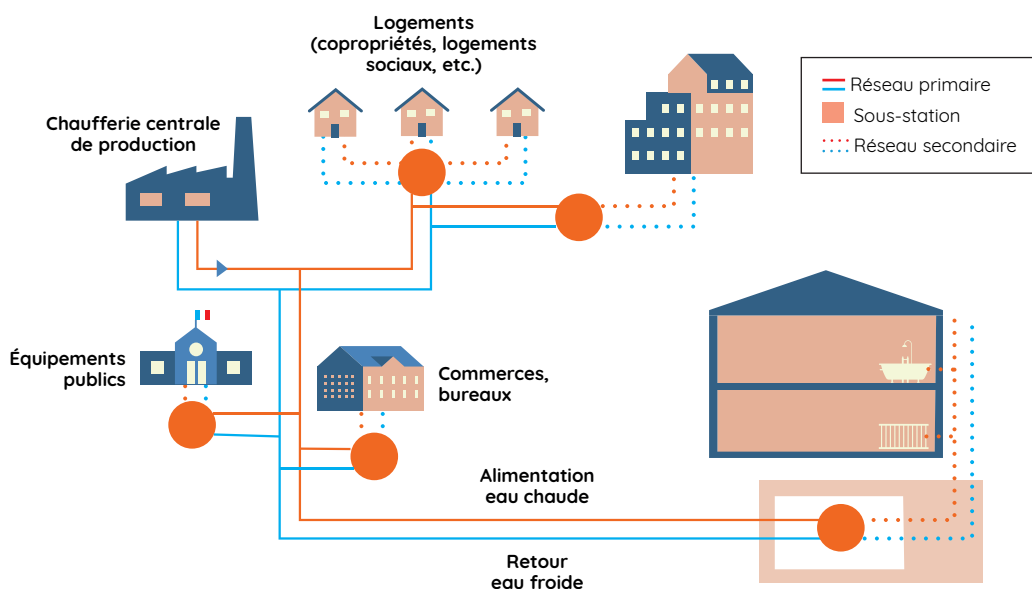 Logements
(copropriétés, logements
sociaux, etc.)
Réseau primaire
Sous-station
Réseau secondaire
Chaufferie centrale
de production
Équipements
publics
Commerces,
bureaux
Alimentation
eau chaude
Retour
eau froide